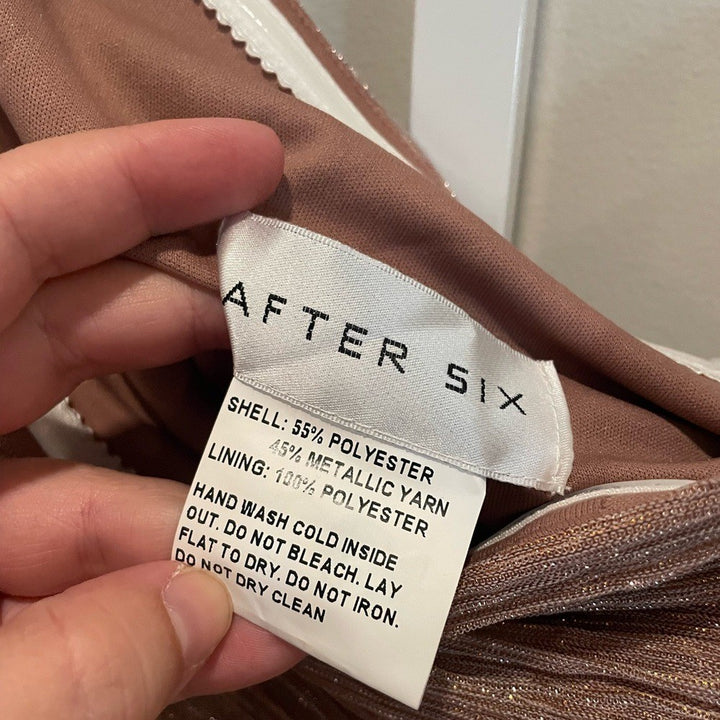 AFTER SIX
SHELL: 55% POLYESTER
45% METALLIC YARN
LINING: 100% POLYESTER
HAND WASH COLD INSIDE
OUT. DO NOT BLEACH. LAY
FLAT TO DRY. DO NOT IRON.
DO NOT DRY CLEAN